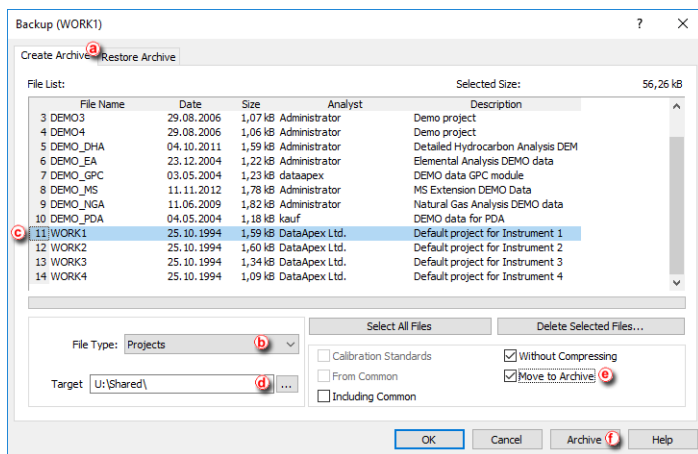 Backup (WORK1) ? ×
Create Archive a Restore Archive
File List: Selected Size: 56,26 kB
File Name Date Size Analyst Description
3 DEMO3 29.08.2006 1,07 kB Administrator Demo project
4 DEMO4 29.08.2006 1,06 kB Administrator Demo project
5 DEMO_DHA 04.10.2011 1,59 kB Administrator Detailed Hydrocarbon Analysis DEM
6 DEMO_EA 23.12.2004 1,22 kB Administrator Elemental Analysis DEMO data
7 DEMO_GPC 03.05.2004 1,23 kB dataapex DEMO data GPC module
8 DEMO_MS 11.11.2012 1,78 kB Administrator MS Extension DEMO Data
9 DEMO_NGA 11.06.2009 1,82 kB Administrator Natural Gas Analysis DEMO data
10 DEMO_PDA 04.05.2004 1,18 kB kauf DEMO data for PDA
c 11 WORK1 25.10.1994 1,59 kB DataApex Ltd. Default project for Instrument 1
12 WORK2 25.10.1994 1,60 kB DataApex Ltd. Default project for Instrument 2
13 WORK3 25.10.1994 1,34 kB DataApex Ltd. Default project for Instrument 3
14 WORK4 25.10.1994 1,09 kB DataApex Ltd. Default project for Instrument 4
Select All Files Delete Selected Files...
File Type: Projects b
Calibration Standards Without Compressing
From Common Move to Archive e
Target U:\Shared\ d ...
Including Common
OK Cancel Archive f Help